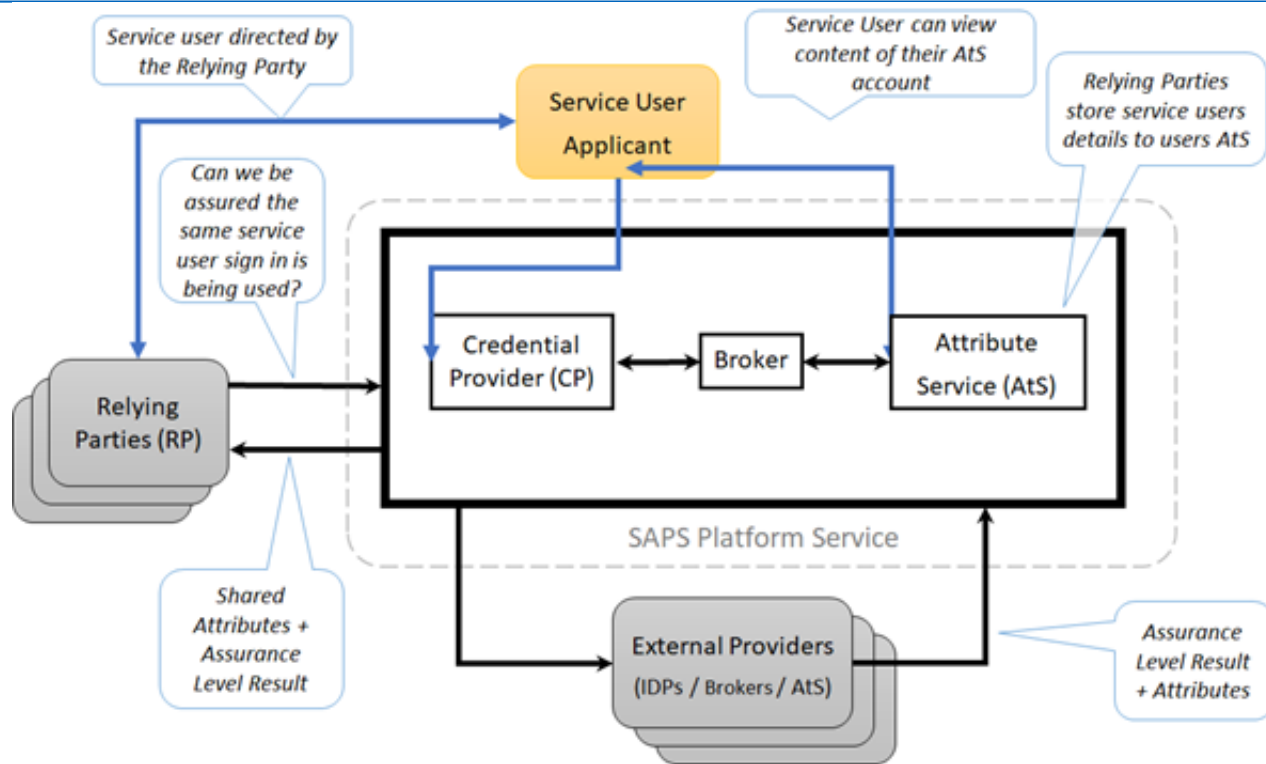 Service user directed by
the Relying Party
Service User can view
content of their AtS
account
Service User
Applicant
Relying Parties
store service users
details to users AtS
Can we be
assured the
same service
user sign in is
being used?
Credential
Provider (CP)
Broker
Attribute
Service (AtS)
Relying
Parties (RP)
SAPS Platform Service
Shared
Attributes +
Assurance
Level Result
External Providers
(IDPs / Brokers / AtS)
Assurance
Level Result
+ Attributes